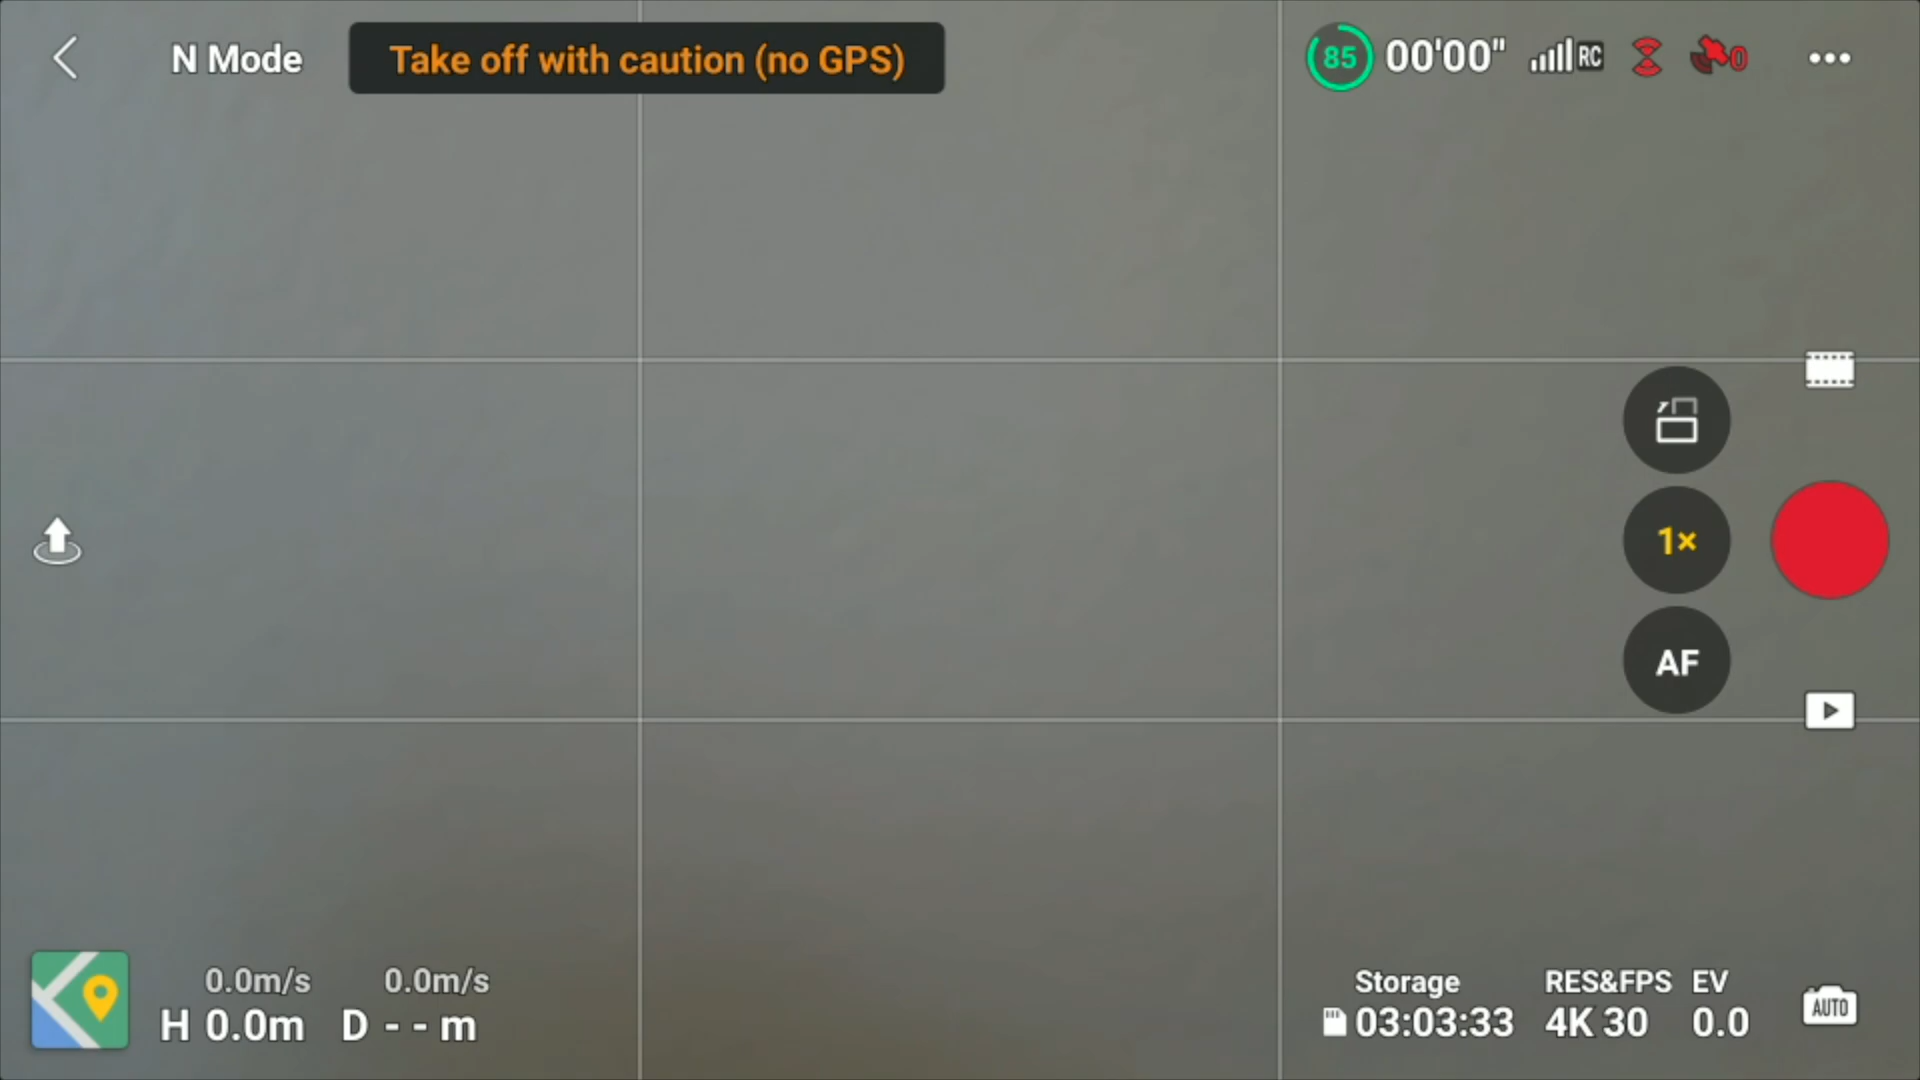 N Mode
Take off with caution (no GPS)
85
00'00"
RC
0
1×
AF
0.0m/s 0.0m/s
H 0.0m D - - m
Storage RES&FPS EV
03:03:33 4K 30 0.0
AUTO